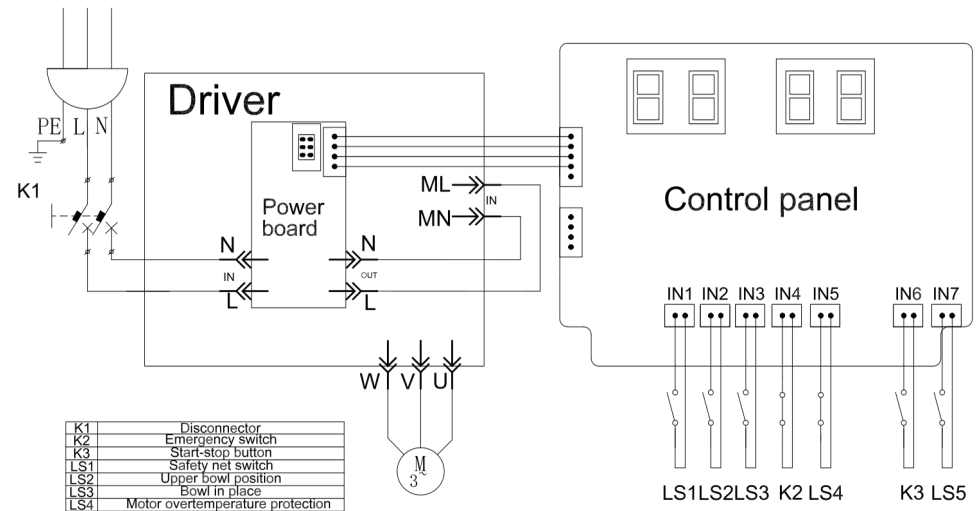 Driver
PE L N
K1
Power board
ML
MN
IN
N
N
IN
OUT
L
L
W V U
M
3~
Control panel
IN1 IN2 IN3 IN4 IN5 IN6 IN7
LS1 LS2 LS3 K2 LS4 K3 LS5
K1 Disconnector
K2 Emergency switch
K3 Start-stop button
LS1 Safety net switch
LS2 Upper bowl position
LS3 Bowl in place
LS4 Motor overtemperature protection